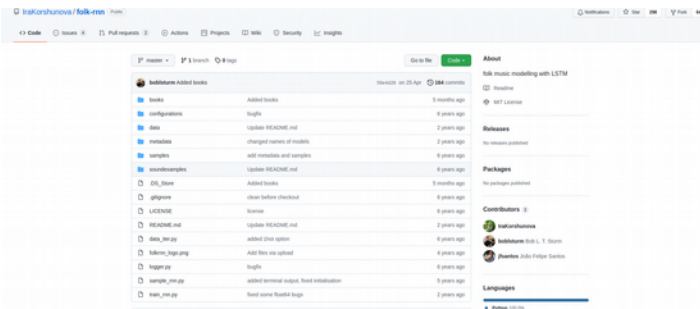 IraKorshunova / folk-rnn Public
Notifications Star Fork
Code Issues 4 Pull requests 2 Actions Projects Wiki Security Insights
master 1 branch 0 tags Go to file Code
About
folk music modelling with LSTM
Readme
MIT License
Releases
No releases published
Packages
No packages published
Contributors 3
IraKorshunova
boblsturm Bob L. T. Sturm
jfsantos João Felipe Santos
Languages
boblsturm Added books on 25 Apr 164 commits
books Added books 5 months ago
configurations bugfix 6 years ago
data Update README.md 2 years ago
metadata changed names of models 2 years ago
samples add metadata and samples 6 years ago
soundexamples Update README.md 6 years ago
.DS_Store Added books 5 months ago
.gitignore clean before checkout 6 years ago
LICENSE license 6 years ago
README.md Update README.md 2 years ago
data_iter.py added 2hot option 6 years ago
folkrnn_logo.png Add files via upload 4 years ago
logger.py bugfix 6 years ago
sample_rnn.py added terminal output, fixed initialisation 5 years ago
train_rnn.py fixed some float64 bugs 2 years ago